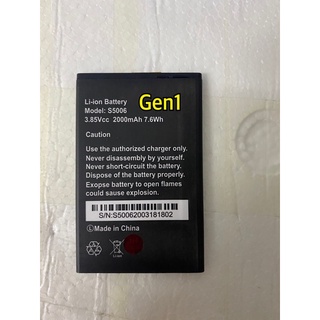 Li-ion Battery
Gen1
Model: S5006
3.85Vcc 2000mAh 7.6Wh
Caution
Use the authorized charger only.
Never disassembly by yourself.
Never short-circuit the battery.
Dispose of the battery properly.
Exopse battery to open flames
could cause explosion.
S/N:S50062003181802
Ⓛ Made in China